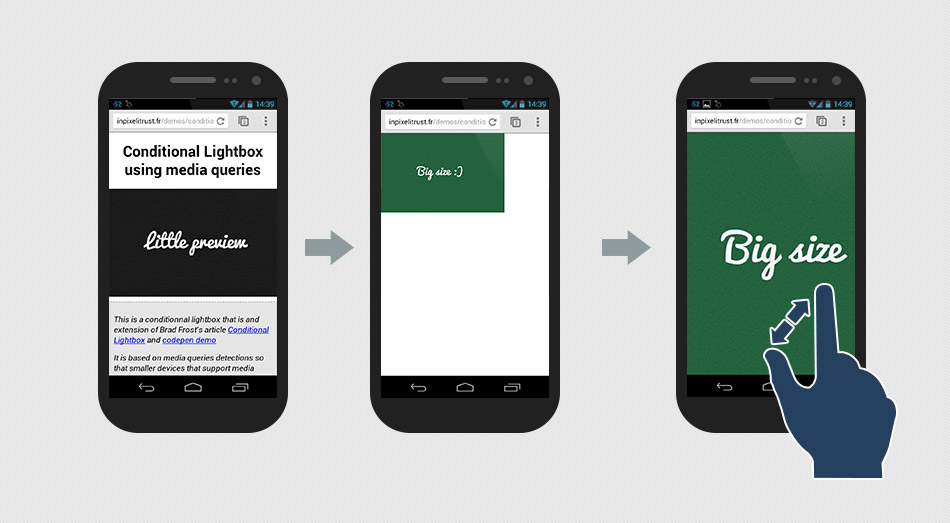 52 14:39
inpixelitrust.fr/demos/conditio
Conditional Lightbox
using media queries
Little preview
This is a conditionnal lightbox that is and
extension of Brad Frost's article Conditional
Lightbox and codepen demo
It is based on media queries detections so
that smaller devices that support media
52 14:39
inpixelitrust.fr/demos/conditio
Big size :)
52 14:39
inpixelitrust.fr/demos/conditio
Big size